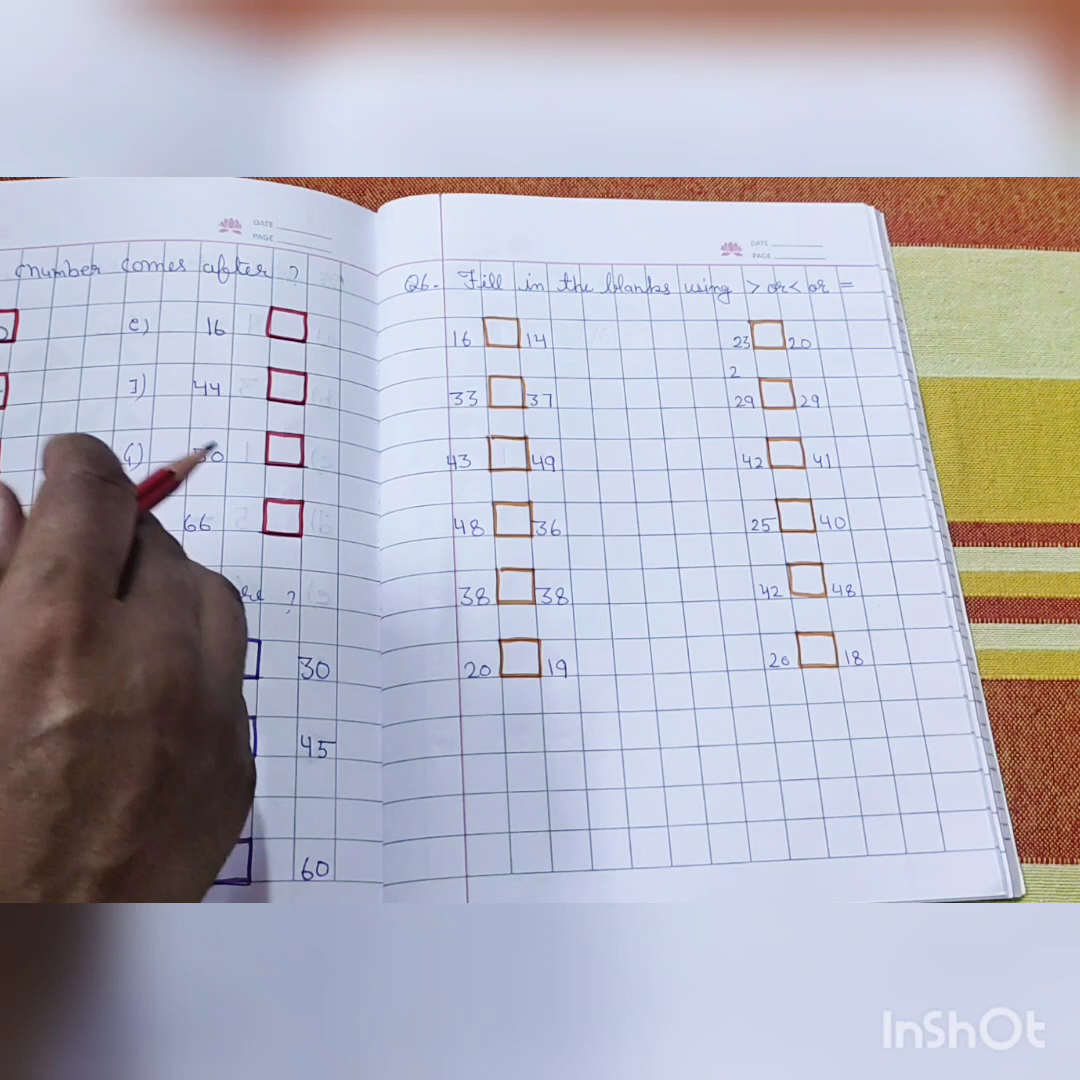 DATE
PAGE
number comes after ?
e) 16
44
30
66
?
30
45
60
DATE
PAGE
Q6. Fill in the blanks using > or < or =
16 14 23 20
2
33 37 29 29
43 49 42 41
48 36 25 40
38 38 42 48
20 19 20 18
InShOt